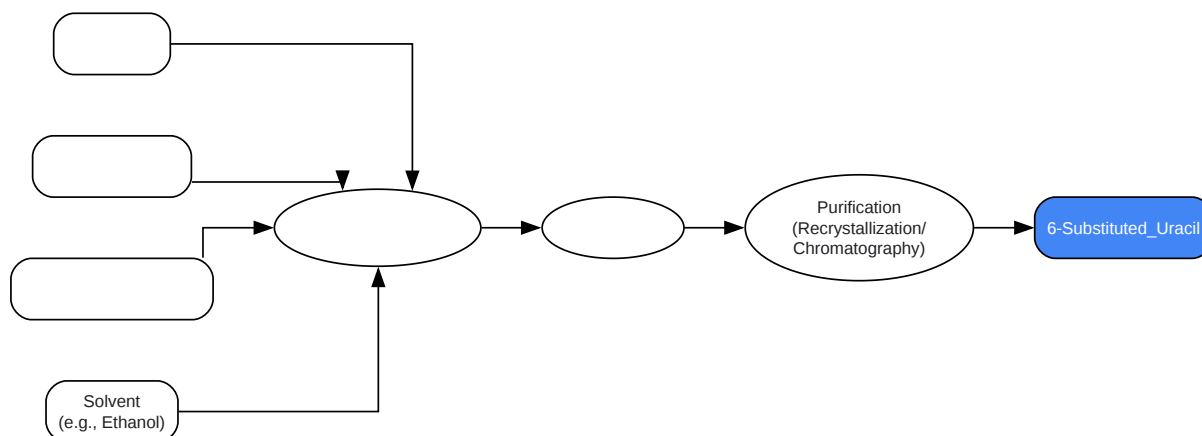 Purification
(Recrystallization/
Chromatography)
6-Substituted_Uracil
Solvent
(e.g., Ethanol)